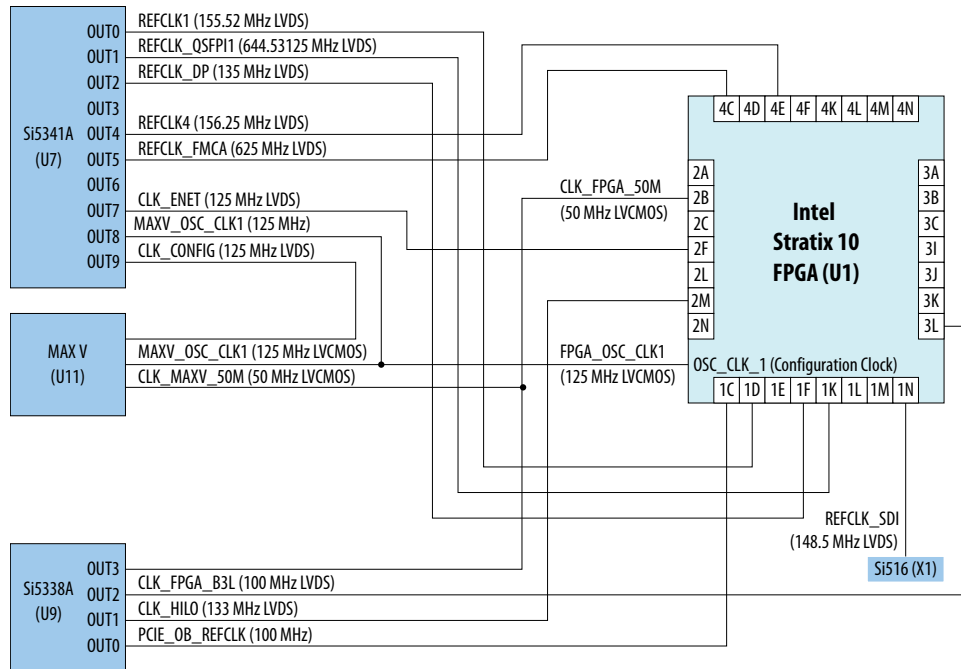 Si5341A
(U7)
OUT0
OUT1
OUT2
OUT3
OUT4
OUT5
OUT6
OUT7
OUT8
OUT9
REFCLK1 (155.52 MHz LVDS)
REFCLK_QSFPI1 (644.53125 MHz LVDS)
REFCLK_DP (135 MHz LVDS)
REFCLK4 (156.25 MHz LVDS)
REFCLK_FMCA (625 MHz LVDS)
CLK_ENET (125 MHz LVDS)
MAXV_OSC_CLK1 (125 MHz)
CLK_CONFIG (125 MHz LVDS)
MAX V
(U11)
MAXV_OSC_CLK1 (125 MHz LVCMOS)
CLK_MAXV_50M (50 MHz LVCMOS)
CLK_FPGA_50M
(50 MHz LVCMOS)
FPGA_OSC_CLK1
(125 MHz LVCMOS)
4C 4D 4E 4F 4K 4L 4M 4N
2A
2B
2C
2F
2L
2M
2N
Intel
Stratix 10
FPGA (U1)
3A
3B
3C
3I
3J
3K
3L
OSC_CLK_1 (Configuration Clock)
1C 1D 1E 1F 1K 1L 1M 1N
REFCLK_SDI
(148.5 MHz LVDS)
Si516 (X1)
Si5338A
(U9)
OUT3
OUT2
OUT1
OUT0
CLK_FPGA_B3L (100 MHz LVDS)
CLK_HILO (133 MHz LVDS)
PCIE_OB_REFCLK (100 MHz)